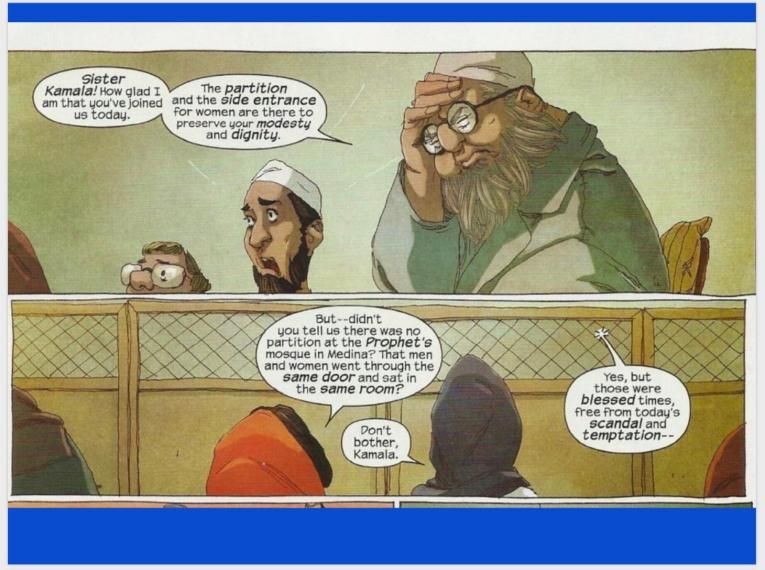 Sister
Kamala! How glad I
am that you've joined
us today.
The partition
and the side entrance
for women are there to
preserve your modesty
and dignity.
But--didn't
you tell us there was no
partition at the Prophet's
mosque in Medina? That men
and women went through the
same door and sat in
the same room?
Don't
bother,
Kamala.
Yes, but
those were
blessed times,
free from today's
scandal and
temptation--